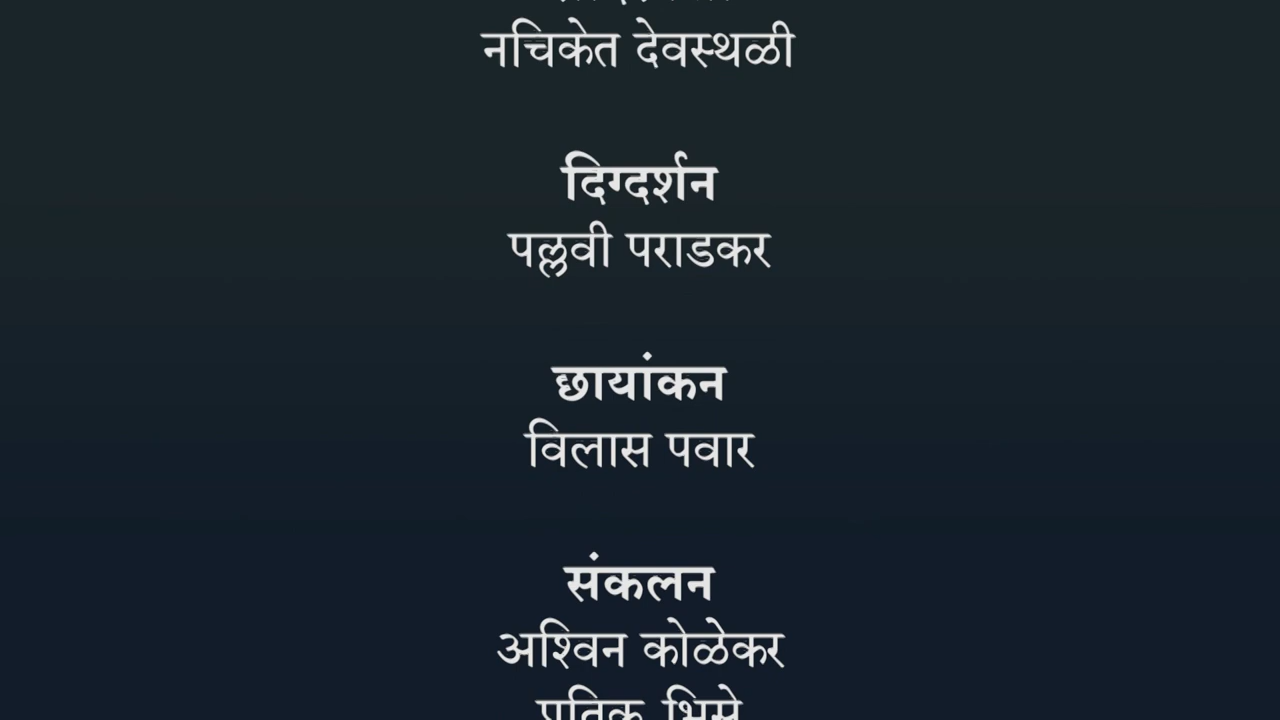 नचिकेत देवस्थळी
दिग्दर्शन
पल्लवी पराडकर
छायांकन
विलास पवार
संकलन
अश्विन कोळेकर